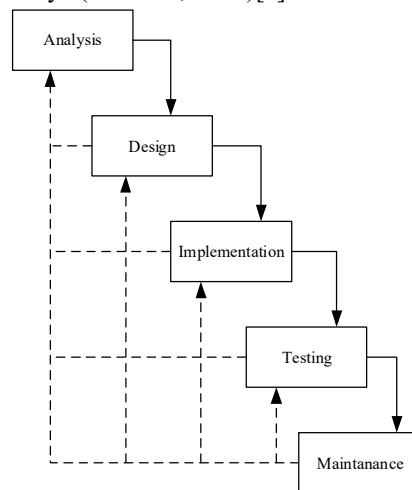 Analysis
Design
Implementation
Testing
Maintanance